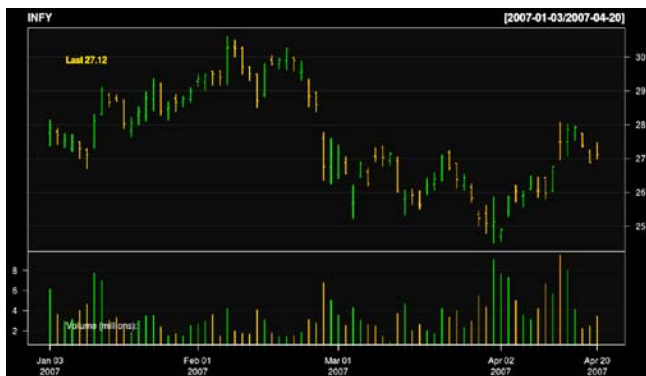 INFY [2007-01-03/2007-04-20]
Last 27.12
30
29
28
27
26
25
Volume (millions):
8
6
4
2
Jan 03 2007
Feb 01 2007
Mar 01 2007
Apr 02 2007
Apr 20 2007